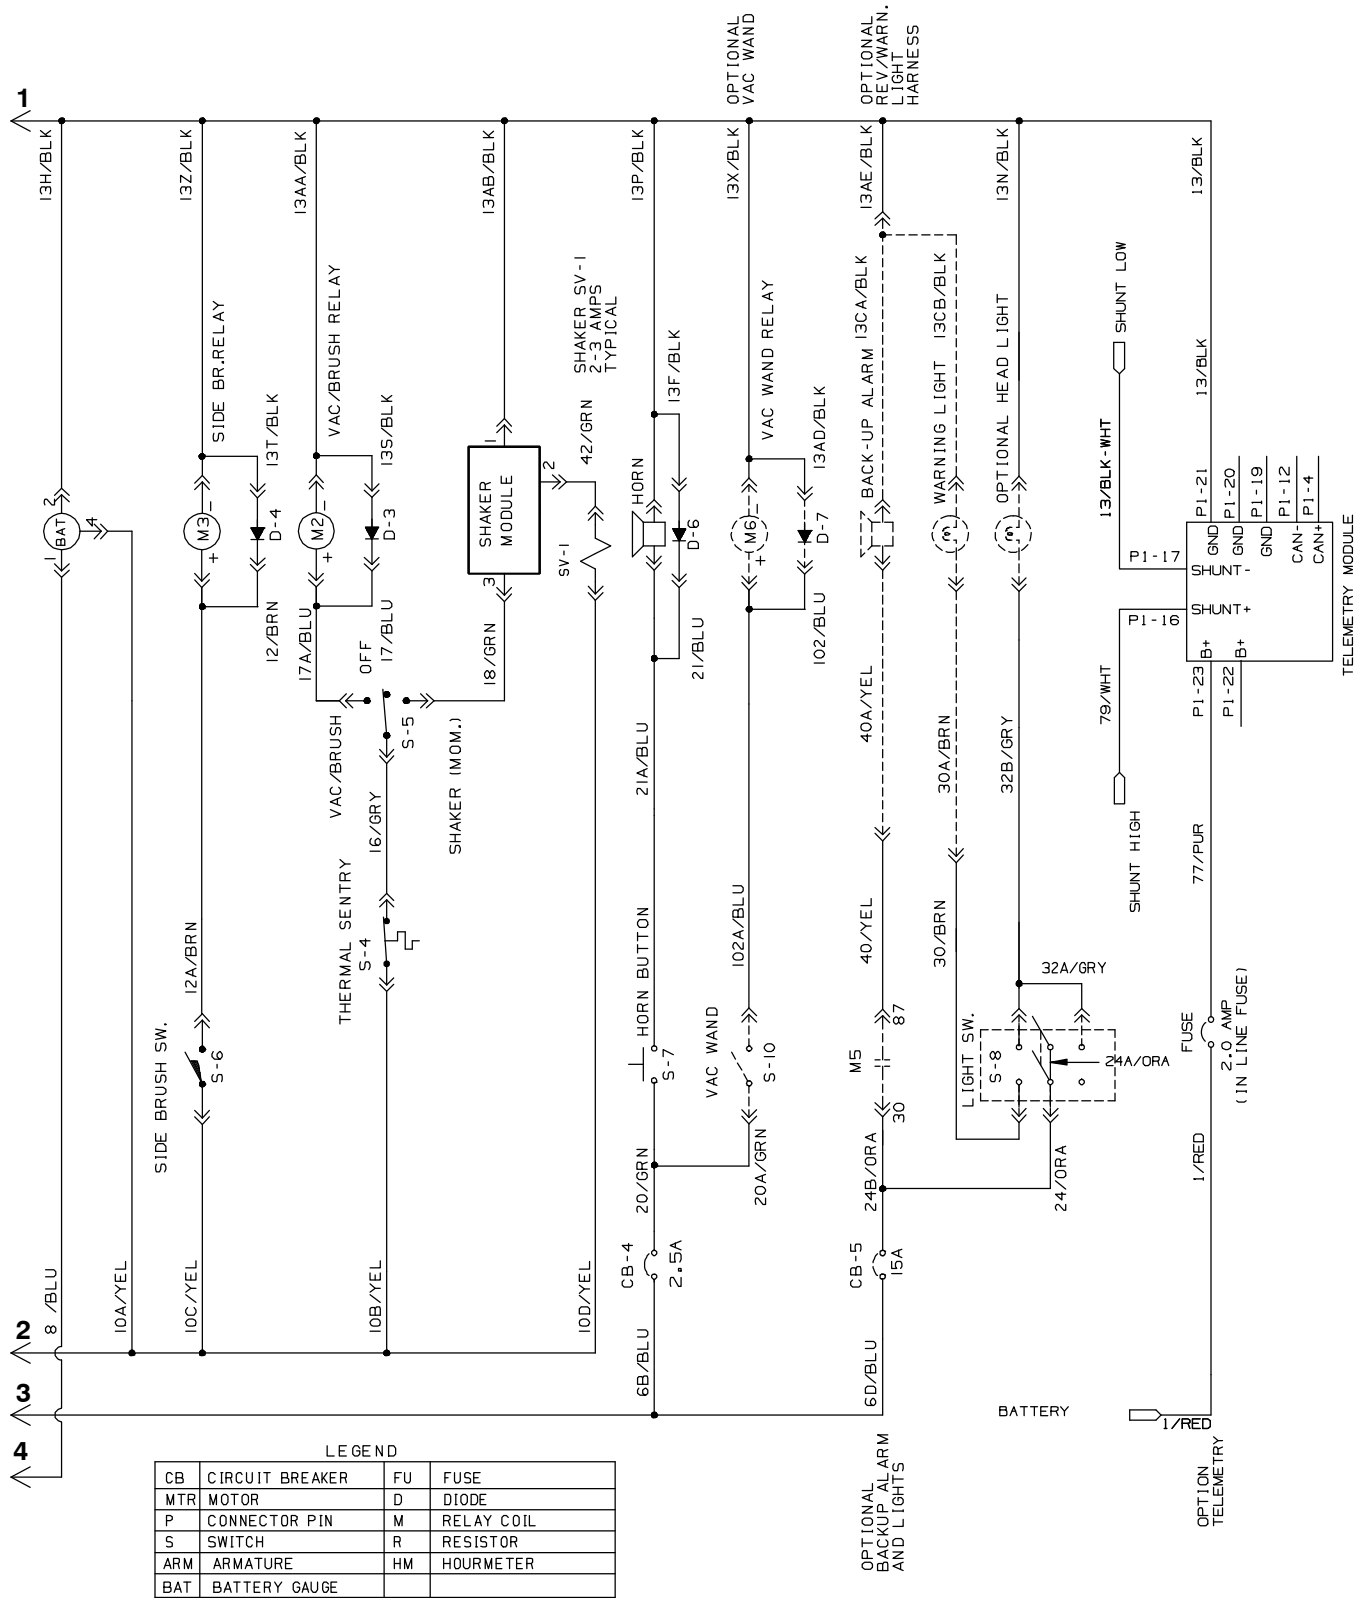 OPTIONAL
VAC WAND
OPTIONAL
REV/WARN.
LIGHT
HARNESS
1
13H/BLK
13Z/BLK
13AA/BLK
13AB/BLK
13P/BLK
13X/BLK
13AE/BLK
13N/BLK
13/BLK
SIDE BR.RELAY
VAC/BRUSH RELAY
SHAKER SV-1
2-3 AMPS
TYPICAL
13F/BLK
VAC WAND RELAY
BACK-UP ALARM
13CA/BLK
WARNING LIGHT
13CB/BLK
OPTIONAL HEAD LIGHT
SHUNT LOW
13/BLK
13/BLK-WHT
13T/BLK
13S/BLK
42/GRN
13AD/BLK
2
BAT
4
1
M3
-
+
D-4
M2
-
+
D-3
1
SHAKER
MODULE
2
3
SV-1
HORN
D-6
M6
-
+
D-7
P1-21
P1-20
P1-19
P1-12
P1-4
GND
GND
GND
CAN-
CAN+
P1-17
SHUNT-
SHUNT+
P1-16
B+
B+
P1-23
P1-22
TELEMETRY MODULE
12/BRN
17A/BLU
OFF
17/BLU
18/GRN
21/BLU
102/BLU
40A/YEL
79/WHT
VAC/BRUSH
S-5
SHAKER (MOM.)
16/GRY
21A/BLU
30A/BRN
32B/GRY
SHUNT HIGH
77/PUR
THERMAL SENTRY
S-4
12A/BRN
HORN BUTTON
102A/BLU
40/YEL
30/BRN
32A/GRY
SIDE BRUSH SW.
S-6
S-7
VAC WAND
S-10
M5
87
30
LIGHT SW.
S-8
24A/ORA
FUSE
2.0 AMP
(IN LINE FUSE)
20/GRN
20A/GRN
24B/ORA
24/ORA
1/RED
CB-4
2.5A
CB-5
15A
8 /BLU
10A/YEL
10C/YEL
10B/YEL
10D/YEL
2
6B/BLU
6D/BLU
3
BATTERY
1/RED
4
OPTIONAL
BACKUP ALARM
AND LIGHTS
OPTION
TELEMETRY
LEGEND
CB CIRCUIT BREAKER FU FUSE
MTR MOTOR D DIODE
P CONNECTOR PIN M RELAY COIL
S SWITCH R RESISTOR
ARM ARMATURE HM HOURMETER
BAT BATTERY GAUGE